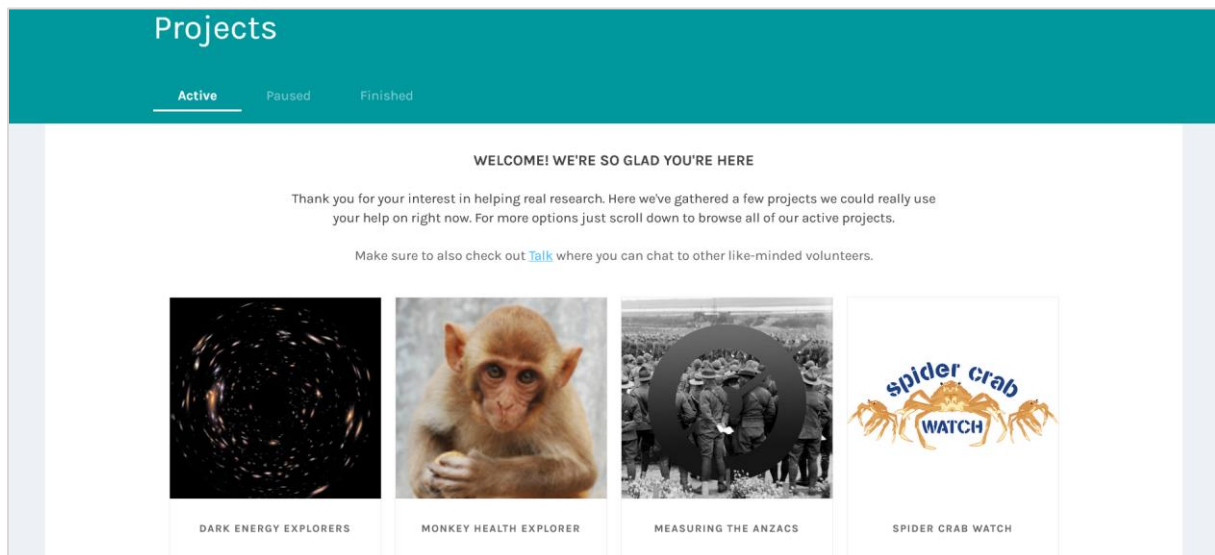 Projects
Active Paused Finished
WELCOME! WE'RE SO GLAD YOU'RE HERE
Thank you for your interest in helping real research. Here we've gathered a few projects we could really use
your help on right now. For more options just scroll down to browse all of our active projects.
Make sure to also check out Talk where you can chat to other like-minded volunteers.
spider crab
WATCH
DARK ENERGY EXPLORERS MONKEY HEALTH EXPLORER MEASURING THE ANZACS SPIDER CRAB WATCH